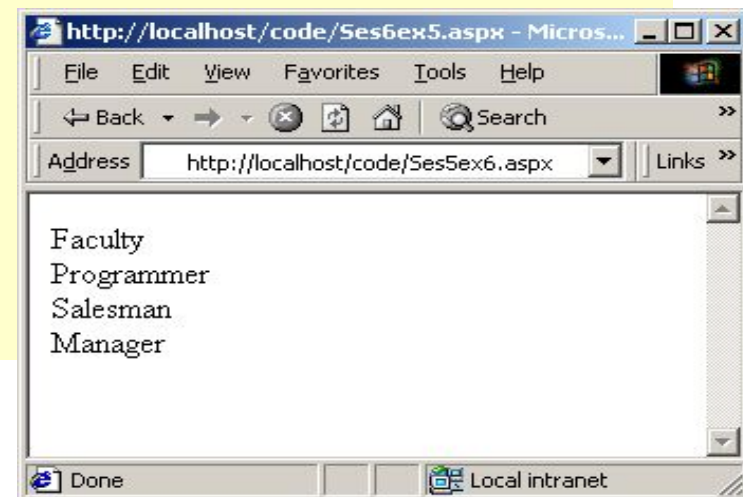 http://localhost/code/Ses6ex5.aspx - Micros...
File Edit View Favorites Tools Help
Back Search »
Address http://localhost/code/Ses5ex6.aspx Links »
Faculty
Programmer
Salesman
Manager
Done Local intranet